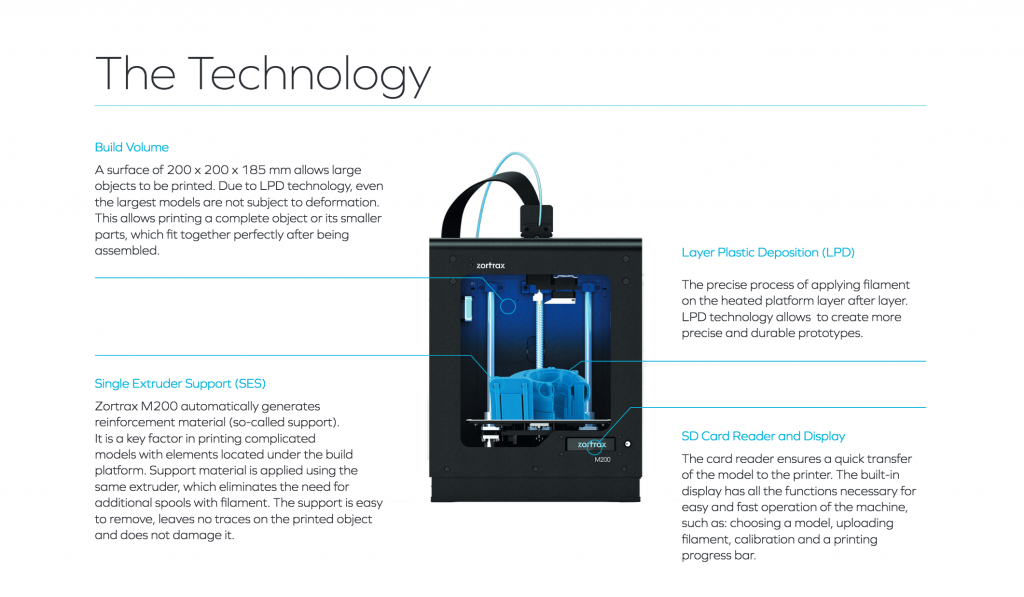 The Technology
Build Volume
A surface of 200 x 200 x 185 mm allows large
objects to be printed. Due to LPD technology, even
the largest models are not subject to deformation.
This allows printing a complete object or its smaller
parts, which fit together perfectly after being
assembled.
Single Extruder Support (SES)
Zortrax M200 automatically generates
reinforcement material (so-called support).
It is a key factor in printing complicated
models with elements located under the build
platform. Support material is applied using the
same extruder, which eliminates the need for
additional spools with filament. The support is easy
to remove, leaves no traces on the printed object
and does not damage it.
zortrax
zortrax
M200
Layer Plastic Deposition (LPD)
The precise process of applying filament
on the heated platform layer after layer.
LPD technology allows  to create more
precise and durable prototypes.
SD Card Reader and Display
The card reader ensures a quick transfer
of the model to the printer. The built-in
display has all the functions necessary for
easy and fast operation of the machine,
such as: choosing a model, uploading
filament, calibration and a printing
progress bar.